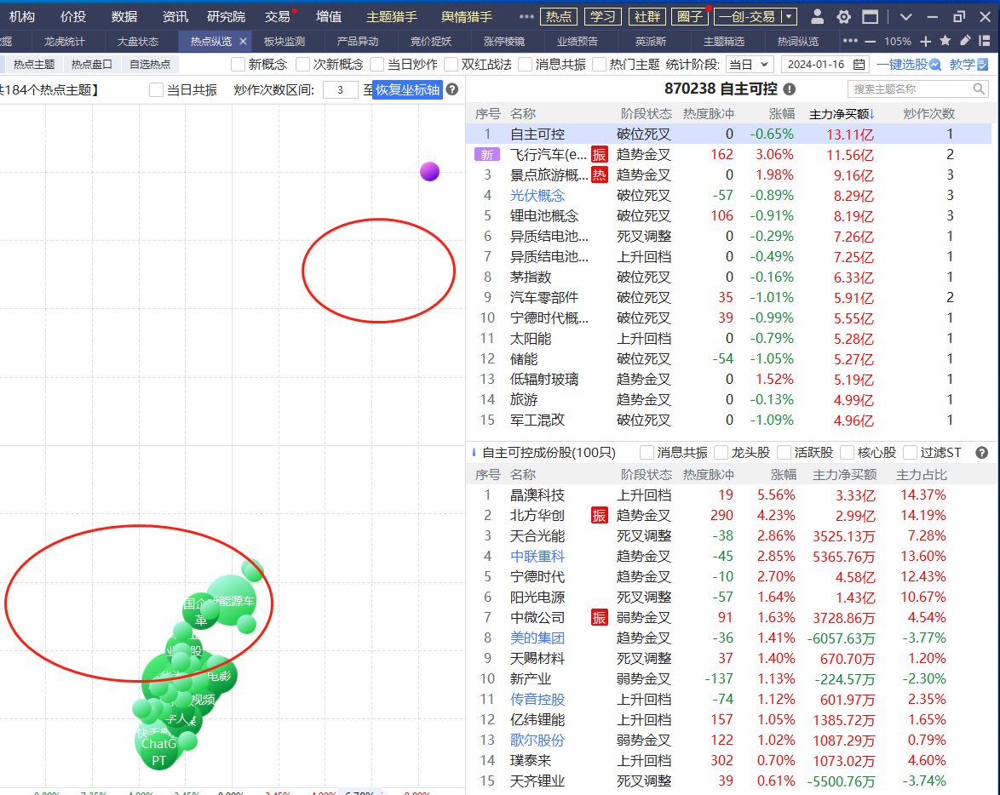 机构 价投 数据 资讯 研究院 交易 增值 主题猎手 舆情猎手 热点 学习 社群 圈子 一创-交易
龙虎统计 大盘状态 热点纵览 × 板块监测 产品异动 竞价捉妖 涨停棱镜 业绩预告 英派斯 主题精选 热词纵览 105%
热点主题 热点盘口 自选热点 新概念 次新概念 当日炒作 双红战法 消息共振 热门主题 统计阶段: 当日 2024-01-16 一键选股 教学
184个热点主题】 当日共振 炒作次数区间: 3 至 恢复坐标轴 ?
870238 自主可控 搜索主题名称
序号 名称 阶段状态 热度脉冲 涨幅 主力净买额↓ 炒作次数
1 自主可控 破位死叉 0 -0.65% 13.11亿 1
新 飞行汽车(e... 振 趋势金叉 162 3.06% 11.56亿 2
3 景点旅游概... 热 趋势金叉 0 1.98% 9.16亿 3
4 光伏概念 破位死叉 -57 -0.89% 8.29亿 3
5 锂电池概念 破位死叉 106 -0.91% 8.19亿 3
6 异质结电池... 死叉调整 0 -0.29% 7.26亿 1
7 异质结电池... 上升回档 0 -0.49% 7.25亿 1
8 茅指数 破位死叉 0 -0.16% 6.33亿 1
9 汽车零部件 破位死叉 35 -1.01% 5.91亿 2
10 宁德时代概... 破位死叉 39 -0.99% 5.55亿 1
11 太阳能 上升回档 0 -0.79% 5.28亿 1
12 储能 破位死叉 -54 -1.05% 5.27亿 1
13 低辐射玻璃 趋势金叉 0 1.52% 5.19亿 1
14 旅游 趋势金叉 0 -0.13% 4.99亿 1
15 军工混改 破位死叉 0 -1.09% 4.96亿 1
自主可控成份股(100只) 消息共振 龙头股 活跃股 核心股 过滤ST ?
序号 名称 阶段状态 热度脉冲 涨幅 主力净买额 主力占比
1 晶澳科技 上升回档 19 5.56% 3.33亿 14.37%
2 北方华创 振 趋势金叉 290 4.23% 2.99亿 14.19%
3 天合光能 死叉调整 -38 2.86% 3525.13万 7.28%
4 中联重科 趋势金叉 -45 2.85% 5365.76万 13.60%
5 宁德时代 趋势金叉 -10 2.70% 4.58亿 12.43%
6 阳光电源 死叉调整 -57 1.64% 1.43亿 10.67%
7 中微公司 振 弱势金叉 91 1.63% 3728.86万 4.54%
8 美的集团 趋势金叉 -36 1.41% -6057.63万 -3.77%
9 天赐材料 死叉调整 37 1.40% 670.70万 1.20%
10 新产业 弱势金叉 -137 1.13% -224.57万 -2.30%
11 传音控股 上升回档 -74 1.12% 601.97万 2.35%
12 亿纬锂能 上升回档 157 1.05% 1385.72万 1.65%
13 歌尔股份 弱势金叉 122 1.02% 1087.29万 0.79%
14 璞泰来 上升回档 302 0.70% 1073.02万 4.60%
15 天齐锂业 死叉调整 39 0.61% -5500.76万 -3.74%
国企
革
能源车
股
电影
视频
字人
ChatG
PT